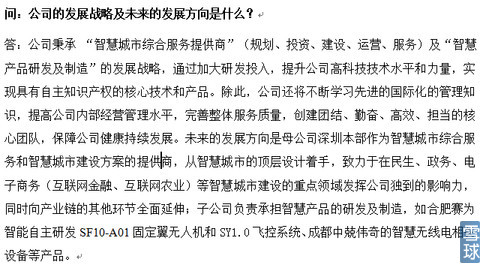 问：公司的发展战略及未来的发展方向是什么？
答：公司秉承 “智慧城市综合服务提供商”（规划、投资、建设、运营、服务）及“智慧
产品研发及制造”的发展战略，通过加大研发投入，提升公司高科技技术水平和力量，实
现具有自主知识产权的核心技术和产品。除此，公司还将不断学习先进的国际化的管理知
识，提高公司内部经营管理水平，完善整体服务质量，创建团结、勤奋、高效、担当的核
心团队，保障公司健康持续发展。未来的发展方向是母公司深圳本部作为智慧城市综合服
务和智慧城市建设方案的提供商，从智慧城市的顶层设计着手，致力于在民生、政务、电
子商务（互联网金融、互联网农业）等智慧城市建设的重点领域发挥公司独到的影响力，
同时向产业链的其他环节全面延伸；子公司负责承担智慧产品的研发及制造，如合肥赛为
智能自主研发 SF10-A01 固定翼无人机和 SY1.0 飞控系统、成都中兢伟奇的智慧无线电相
设备等产品。
雪球